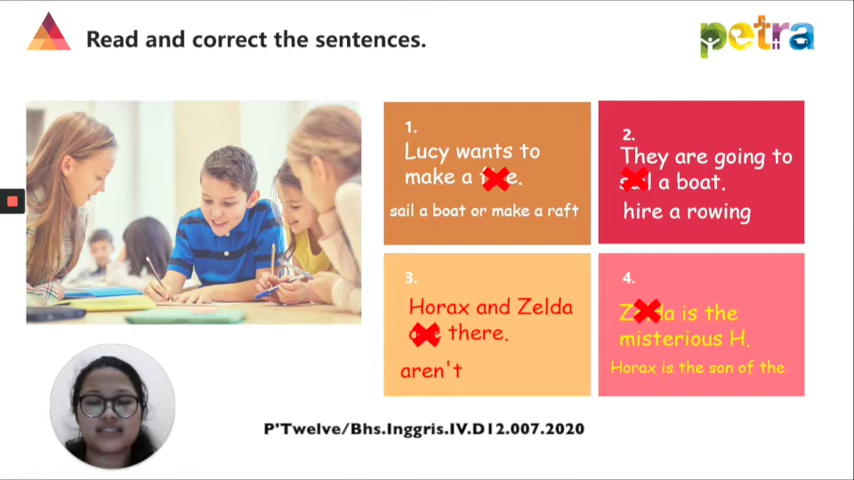 Read and correct the sentences.
petra
1.
Lucy wants to
make a
sail a boat or make a raft
2.
They are going to
a boat.
hire a rowing
3.
Horax and Zelda
there.
aren't
4.
is the
misterious H.
Horax is the son of the
P'Twelve/Bhs.Inggris.IV.D12.007.2020